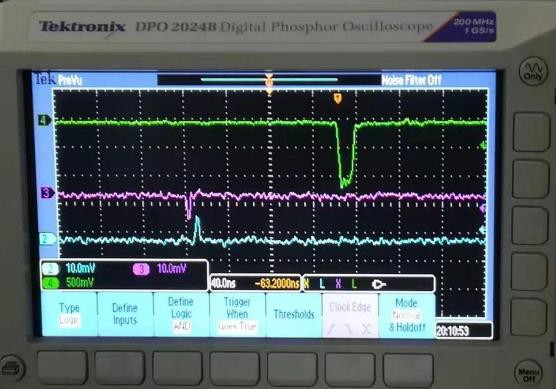 Tektronix DPO 2024B Digital Phosphor Oscilloscope
200 MHz
1 GS/s
Tek PreVu
Noise Filter Off
4
3
2
2 10.0mV 3 10.0mV
4 500mV
40.0ns -63.2000ns
L X L
Type
Logic
Define
Inputs
Define
Logic
AND
Trigger
When
Goes True
Thresholds
Clock Edge
Mode
Normal
& Holdoff
20:10:53
Only
Menu
Off